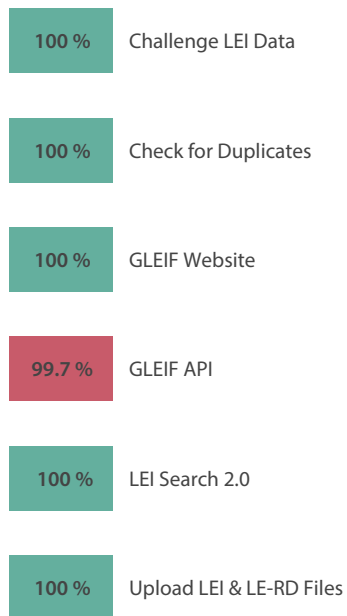 100 % Challenge LEI Data
100 % Check for Duplicates
100 % GLEIF Website
99.7 % GLEIF API
100 % LEI Search 2.0
100 % Upload LEI & LE-RD Files